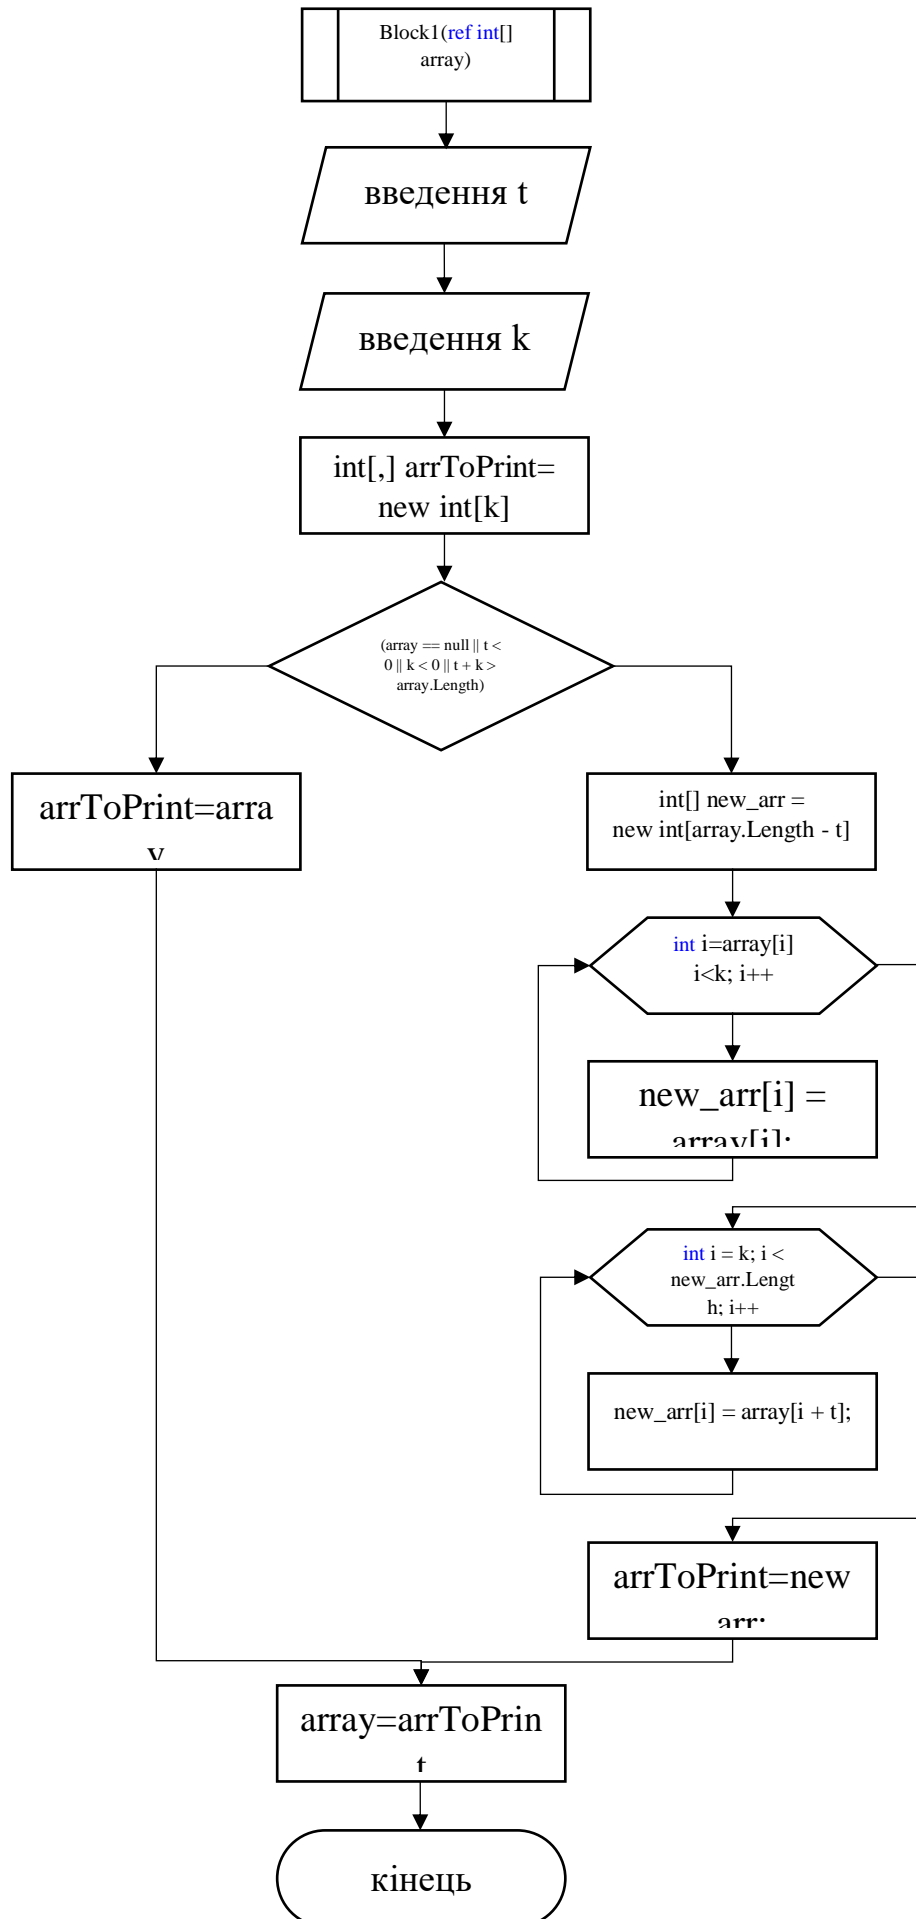 Block1(ref int[]
array)
введення t
введення k
int[,] arrToPrint=
new int[k]
(array == null || t <
0 || k < 0 || t + k >
array.Length)
arrToPrint=arra
y
int[] new_arr =
new int[array.Length - t]
int i=array[i]
i<k; i++
new_arr[i] =
array[i];
int i = k; i <
new_arr.Lengt
h; i++
new_arr[i] = array[i + t];
arrToPrint=new
arr;
array=arrToPrin
t
кінець